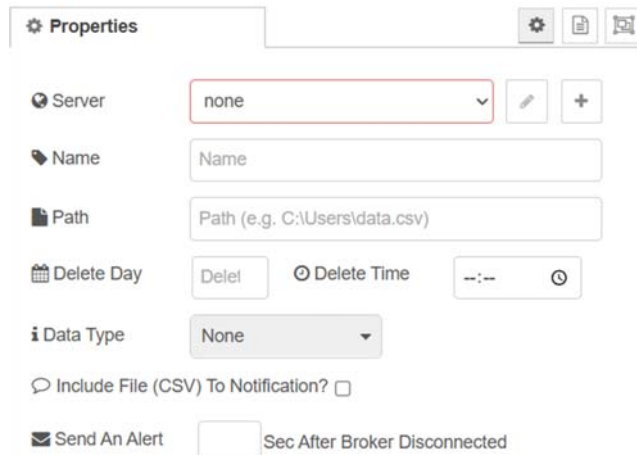 Properties
Server none
Name Name
Path Path (e.g. C:\Users\data.csv)
Delete Day Delet Delete Time --:--
Data Type None
Include File (CSV) To Notification?
Send An Alert Sec After Broker Disconnected